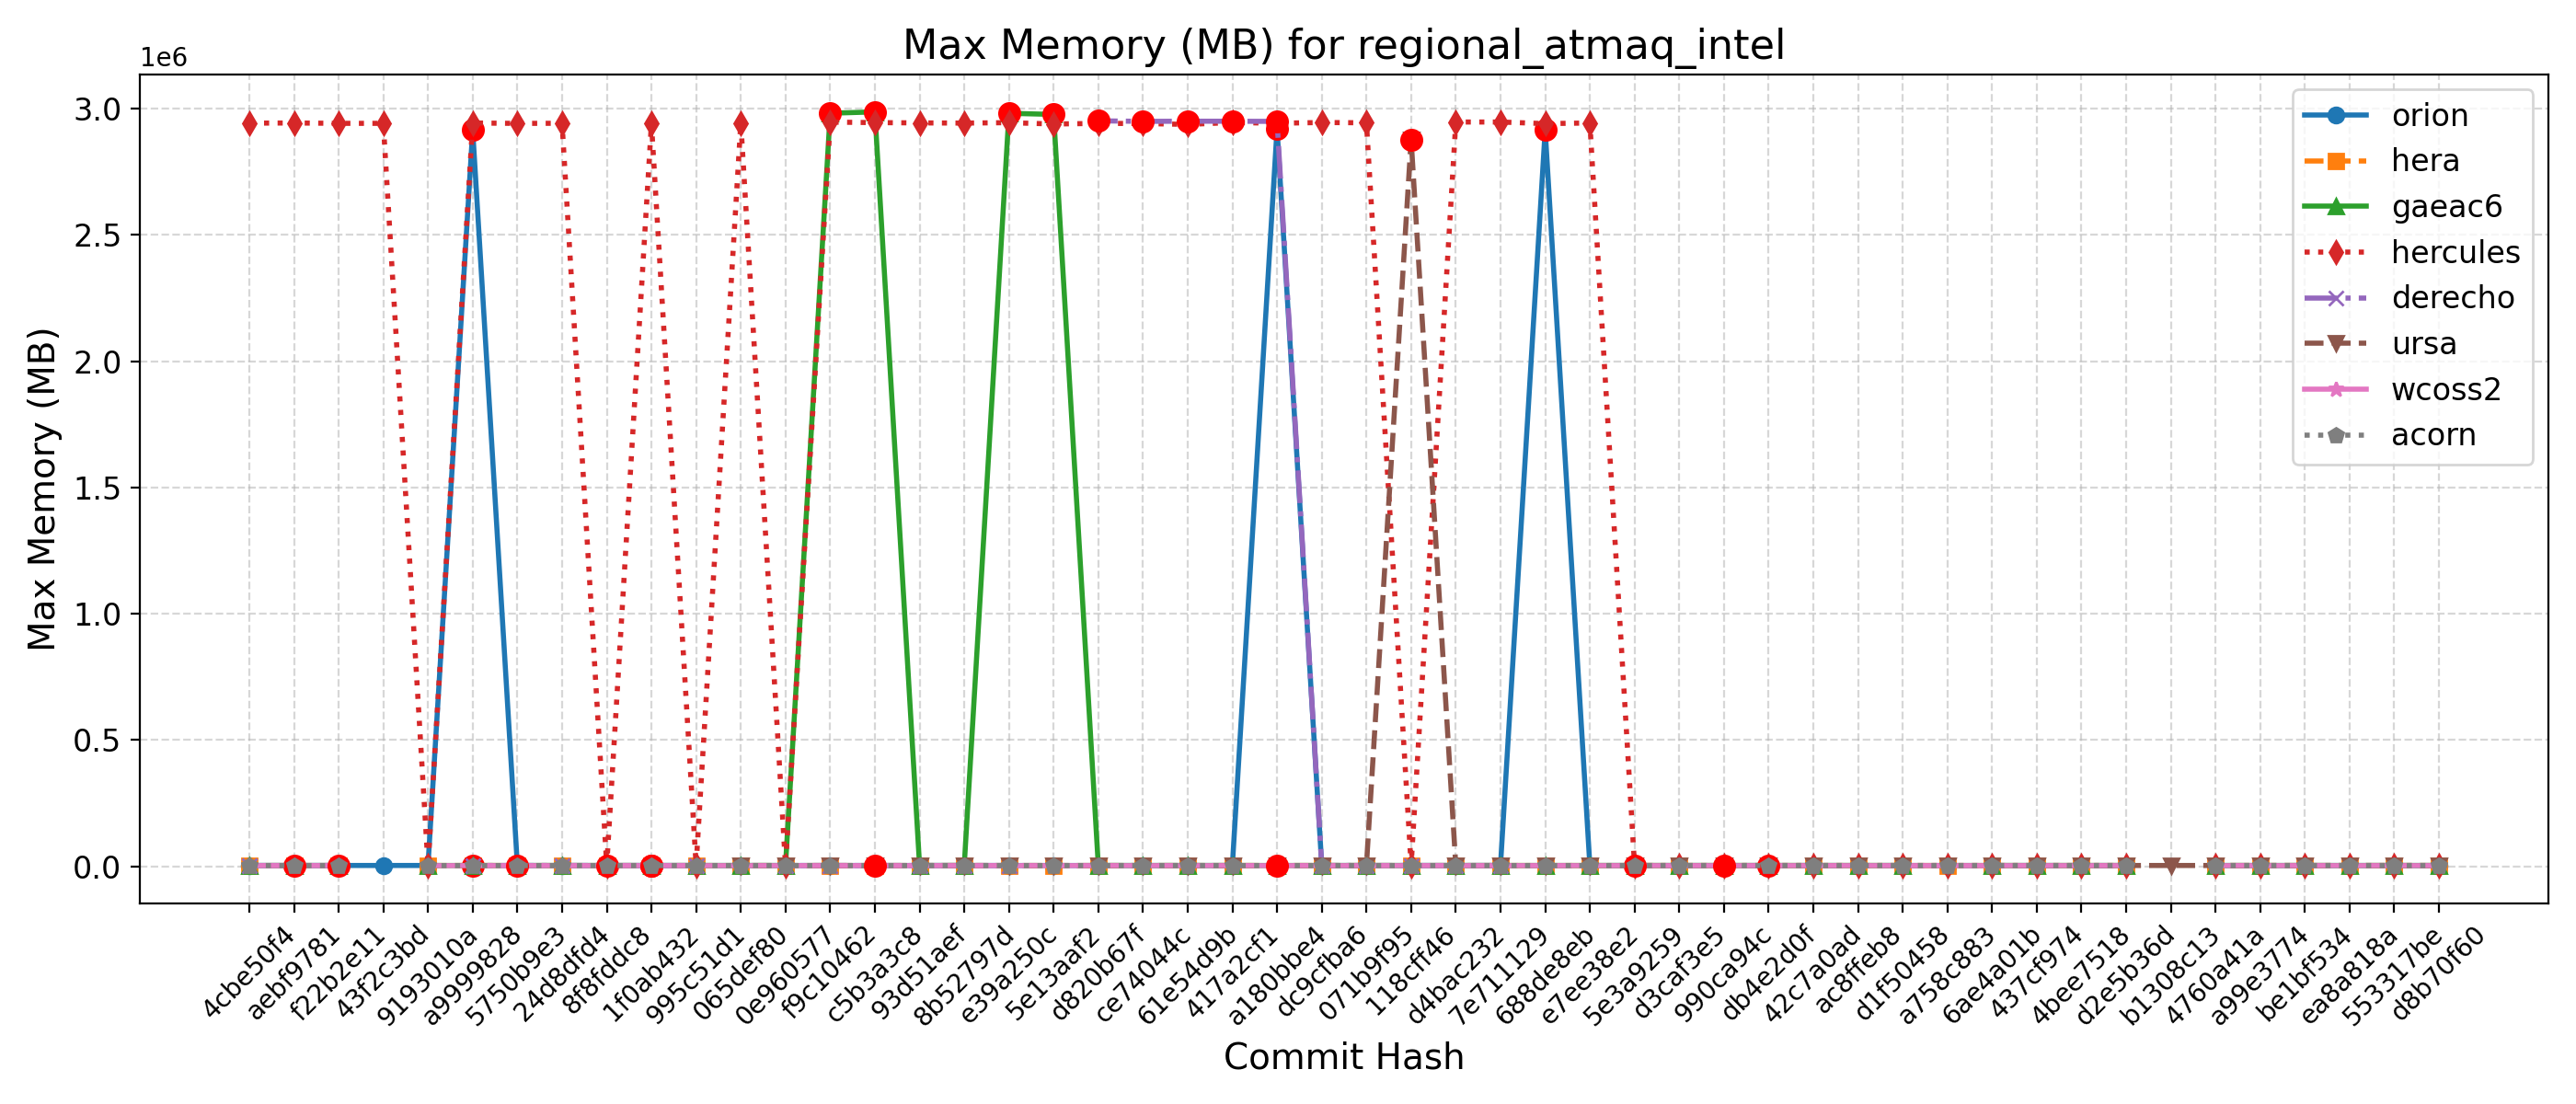 Max Memory (MB) for regional_atmaq_intel
1e6
3.0
2.5
2.0
1.5
1.0
0.5
0.0
Max Memory (MB)
orion
hera
gaeac6
hercules
derecho
ursa
wcoss2
acorn
4cbe50f4
aebf9781
f22b2e11
43f2c3bd
9193010a
a9999828
5750b9e3
24d8dfd4
8f8fddc8
1f0ab432
995c51d1
065def80
0e960577
f9c10462
c5b3a3c8
93d51aef
8b52797d
e39a250c
5e13aaf2
d820b67f
ce74044c
61e54d9b
417a2cf1
a180bbe4
dc9cfba6
071b9f95
118cff46
d4bac232
7e711129
688de8eb
e7ee38e2
5e3a9259
d3caf3e5
990ca94c
db4e2d0f
42c7a0ad
ac8ffeb8
d1f50458
a758c883
6ae4a01b
437cf974
4bee7518
d2e5b36d
b1308c13
4760a41a
a99e3774
be1bf534
ea8a818a
553317be
d8b70f60
Commit Hash